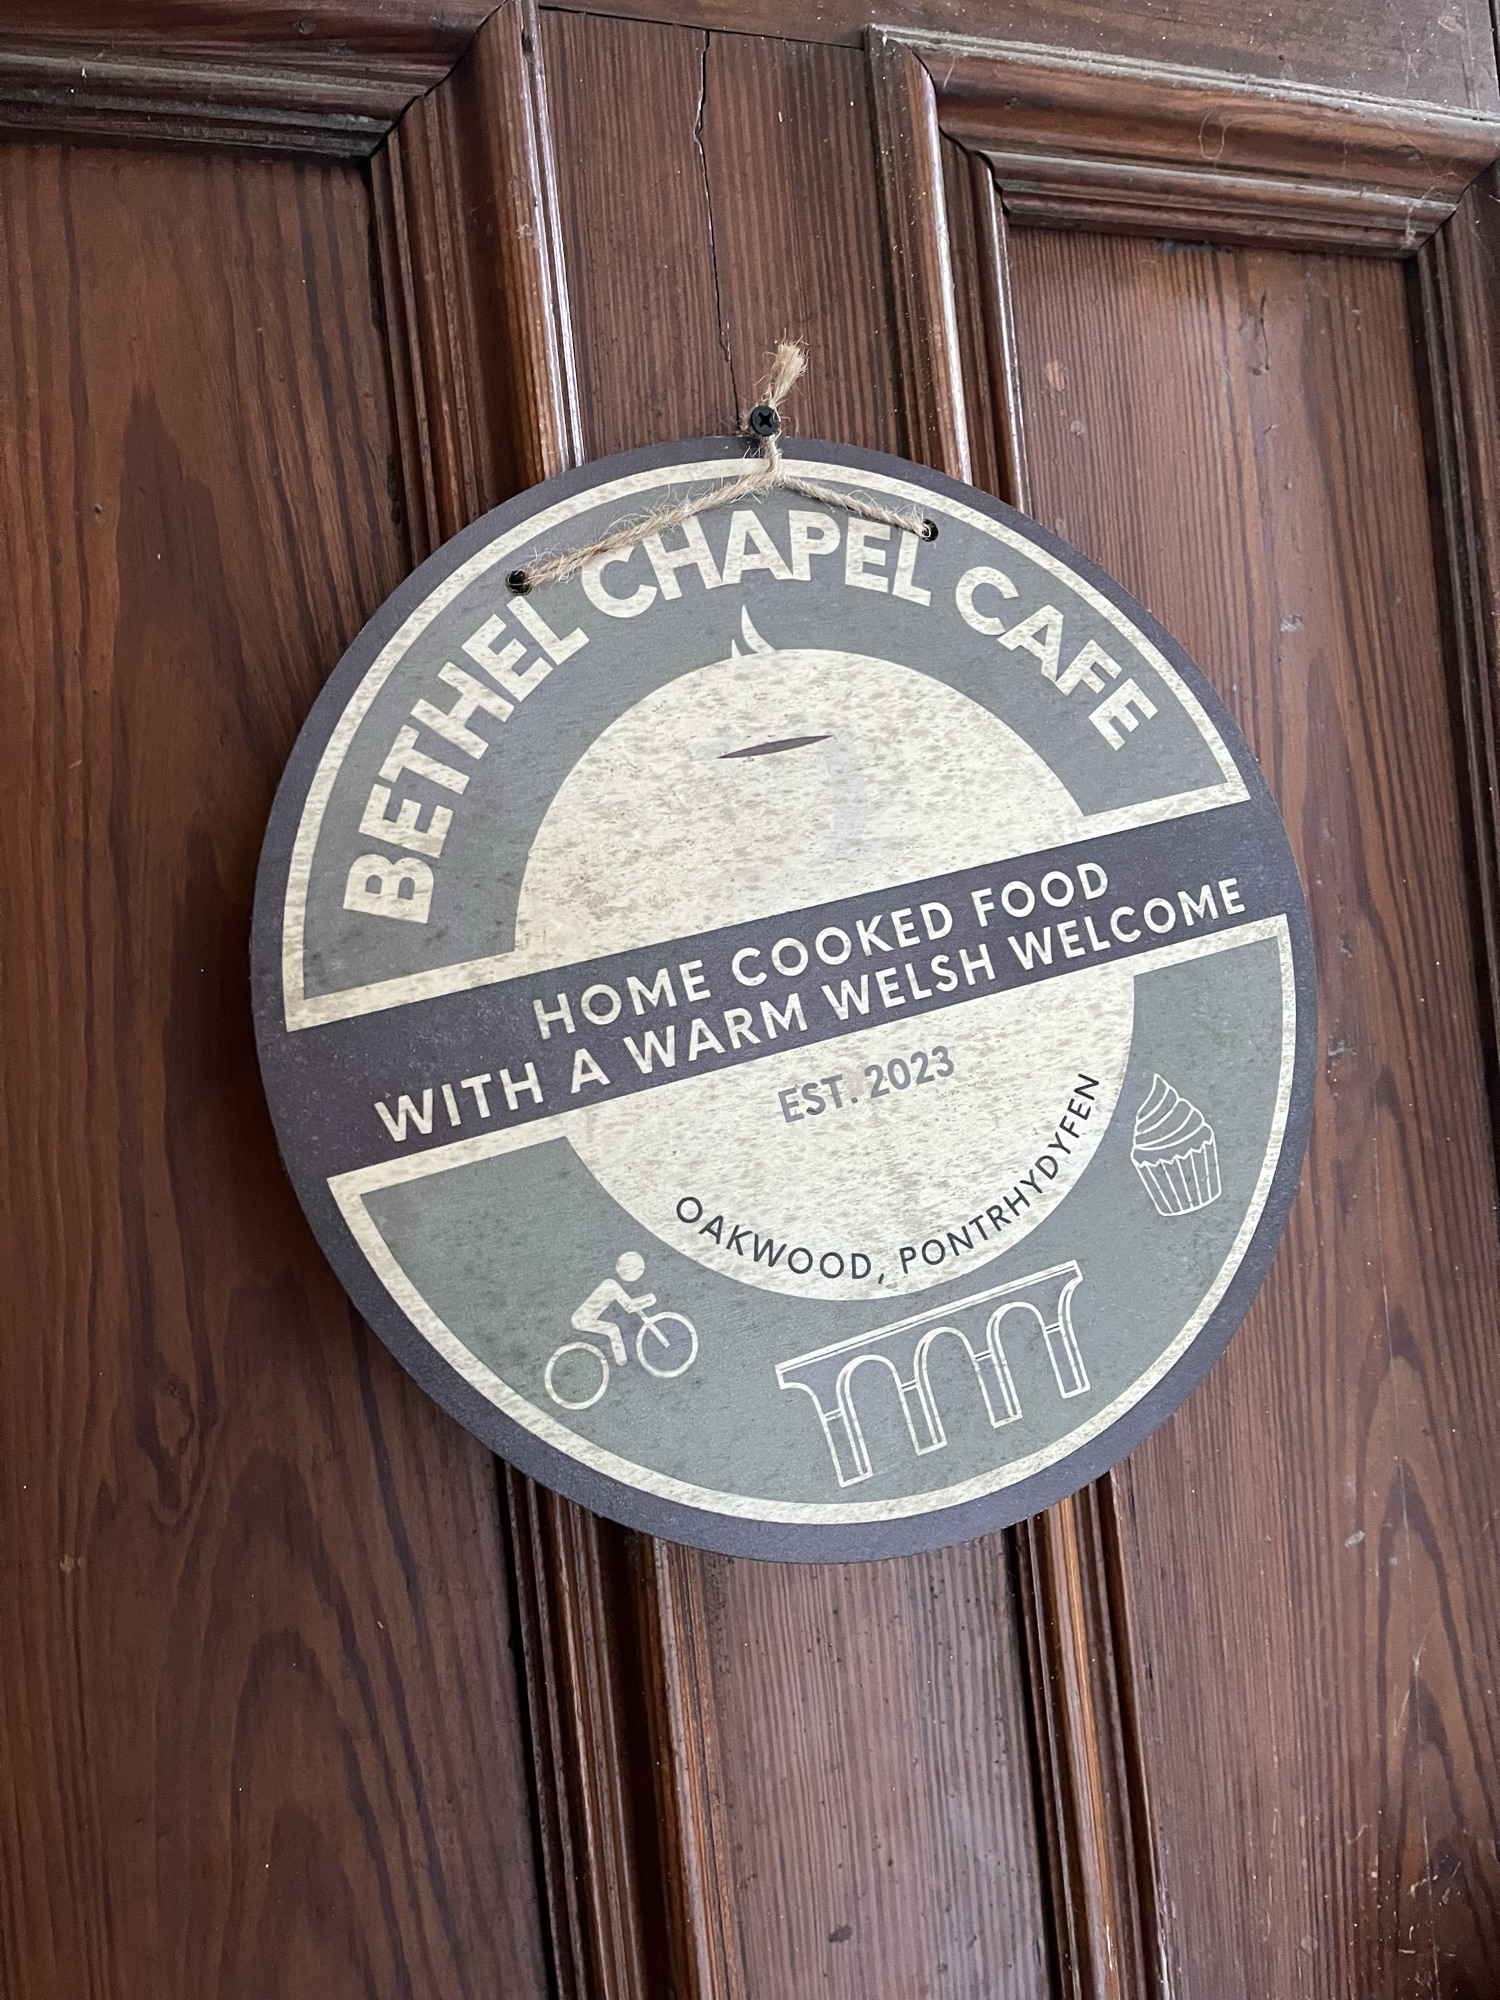 BETHEL CHAPEL CAFE
HOME COOKED FOOD
WITH A WARM WELSH WELCOME
EST. 2023
OAKWOOD, PONTRHYDYFEN